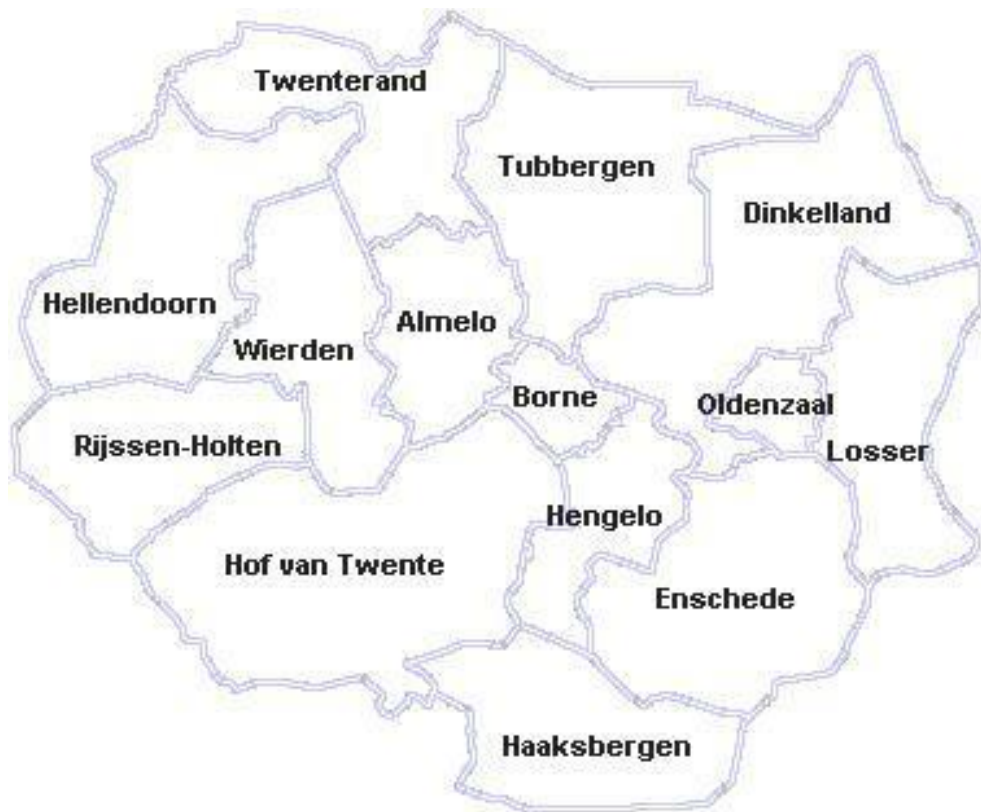 Twenterand
Tubbergen
Dinkelland
Hellendoorn
Almelo
Wierden
Borne
Oldenzaal
Rijssen-Holten
Losser
Hengelo
Hof van Twente
Enschede
Haaksbergen